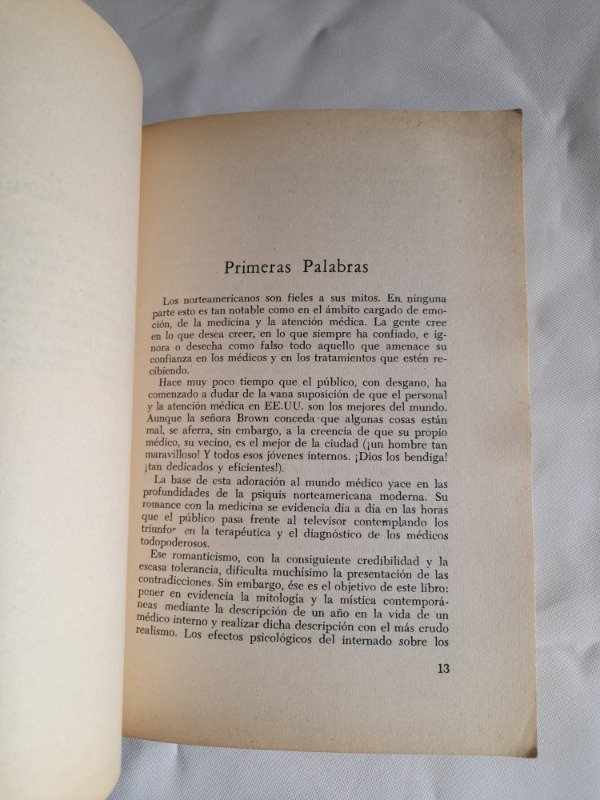 Primeras Palabras
Los norteamericanos son fieles a sus mitos. En ninguna
parte esto es tan notable como en el ámbito cargado de emo-
ción, de la medicina y la atención médica. La gente cree
en lo que desea creer, en lo que siempre ha confiado, e ig-
nora o desecha como falso todo aquello que amenace su
confianza en los médicos y en los tratamientos que estén re-
cibiendo.
Hace muy poco tiempo que el público, con desgano, ha
comenzado a dudar de la vana suposición de que el personal
y la atención médica en EE.UU. son los mejores del mundo.
Aunque la señora Brown conceda que algunas cosas están
mal, se aferra, sin embargo, a la creencia de que su propio
médico, su vecino, es el mejor de la ciudad (¡un hombre tan
maravilloso! Y todos esos jóvenes internos. ¡Dios los bendiga!
¡tan dedicados y eficientes!).
La base de esta adoración al mundo médico yace en las
profundidades de la psiquis norteamericana moderna. Su
romance con la medicina se evidencia día a día en las horas
que el público pasa frente al televisor contemplando los
triunfos en la terapéutica y el diagnóstico de los médicos
todopoderosos.
Ese romanticismo, con la consiguiente credibilidad y la
escasa tolerancia, dificulta muchísimo la presentación de las
contradicciones. Sin embargo, ése es el objetivo de este libro:
poner en evidencia la mitología y la mística contemporá-
neas mediante la descripción de un año en la vida de un
médico interno y realizar dicha descripción con el más crudo
realismo. Los efectos psicológicos del internado sobre los
13